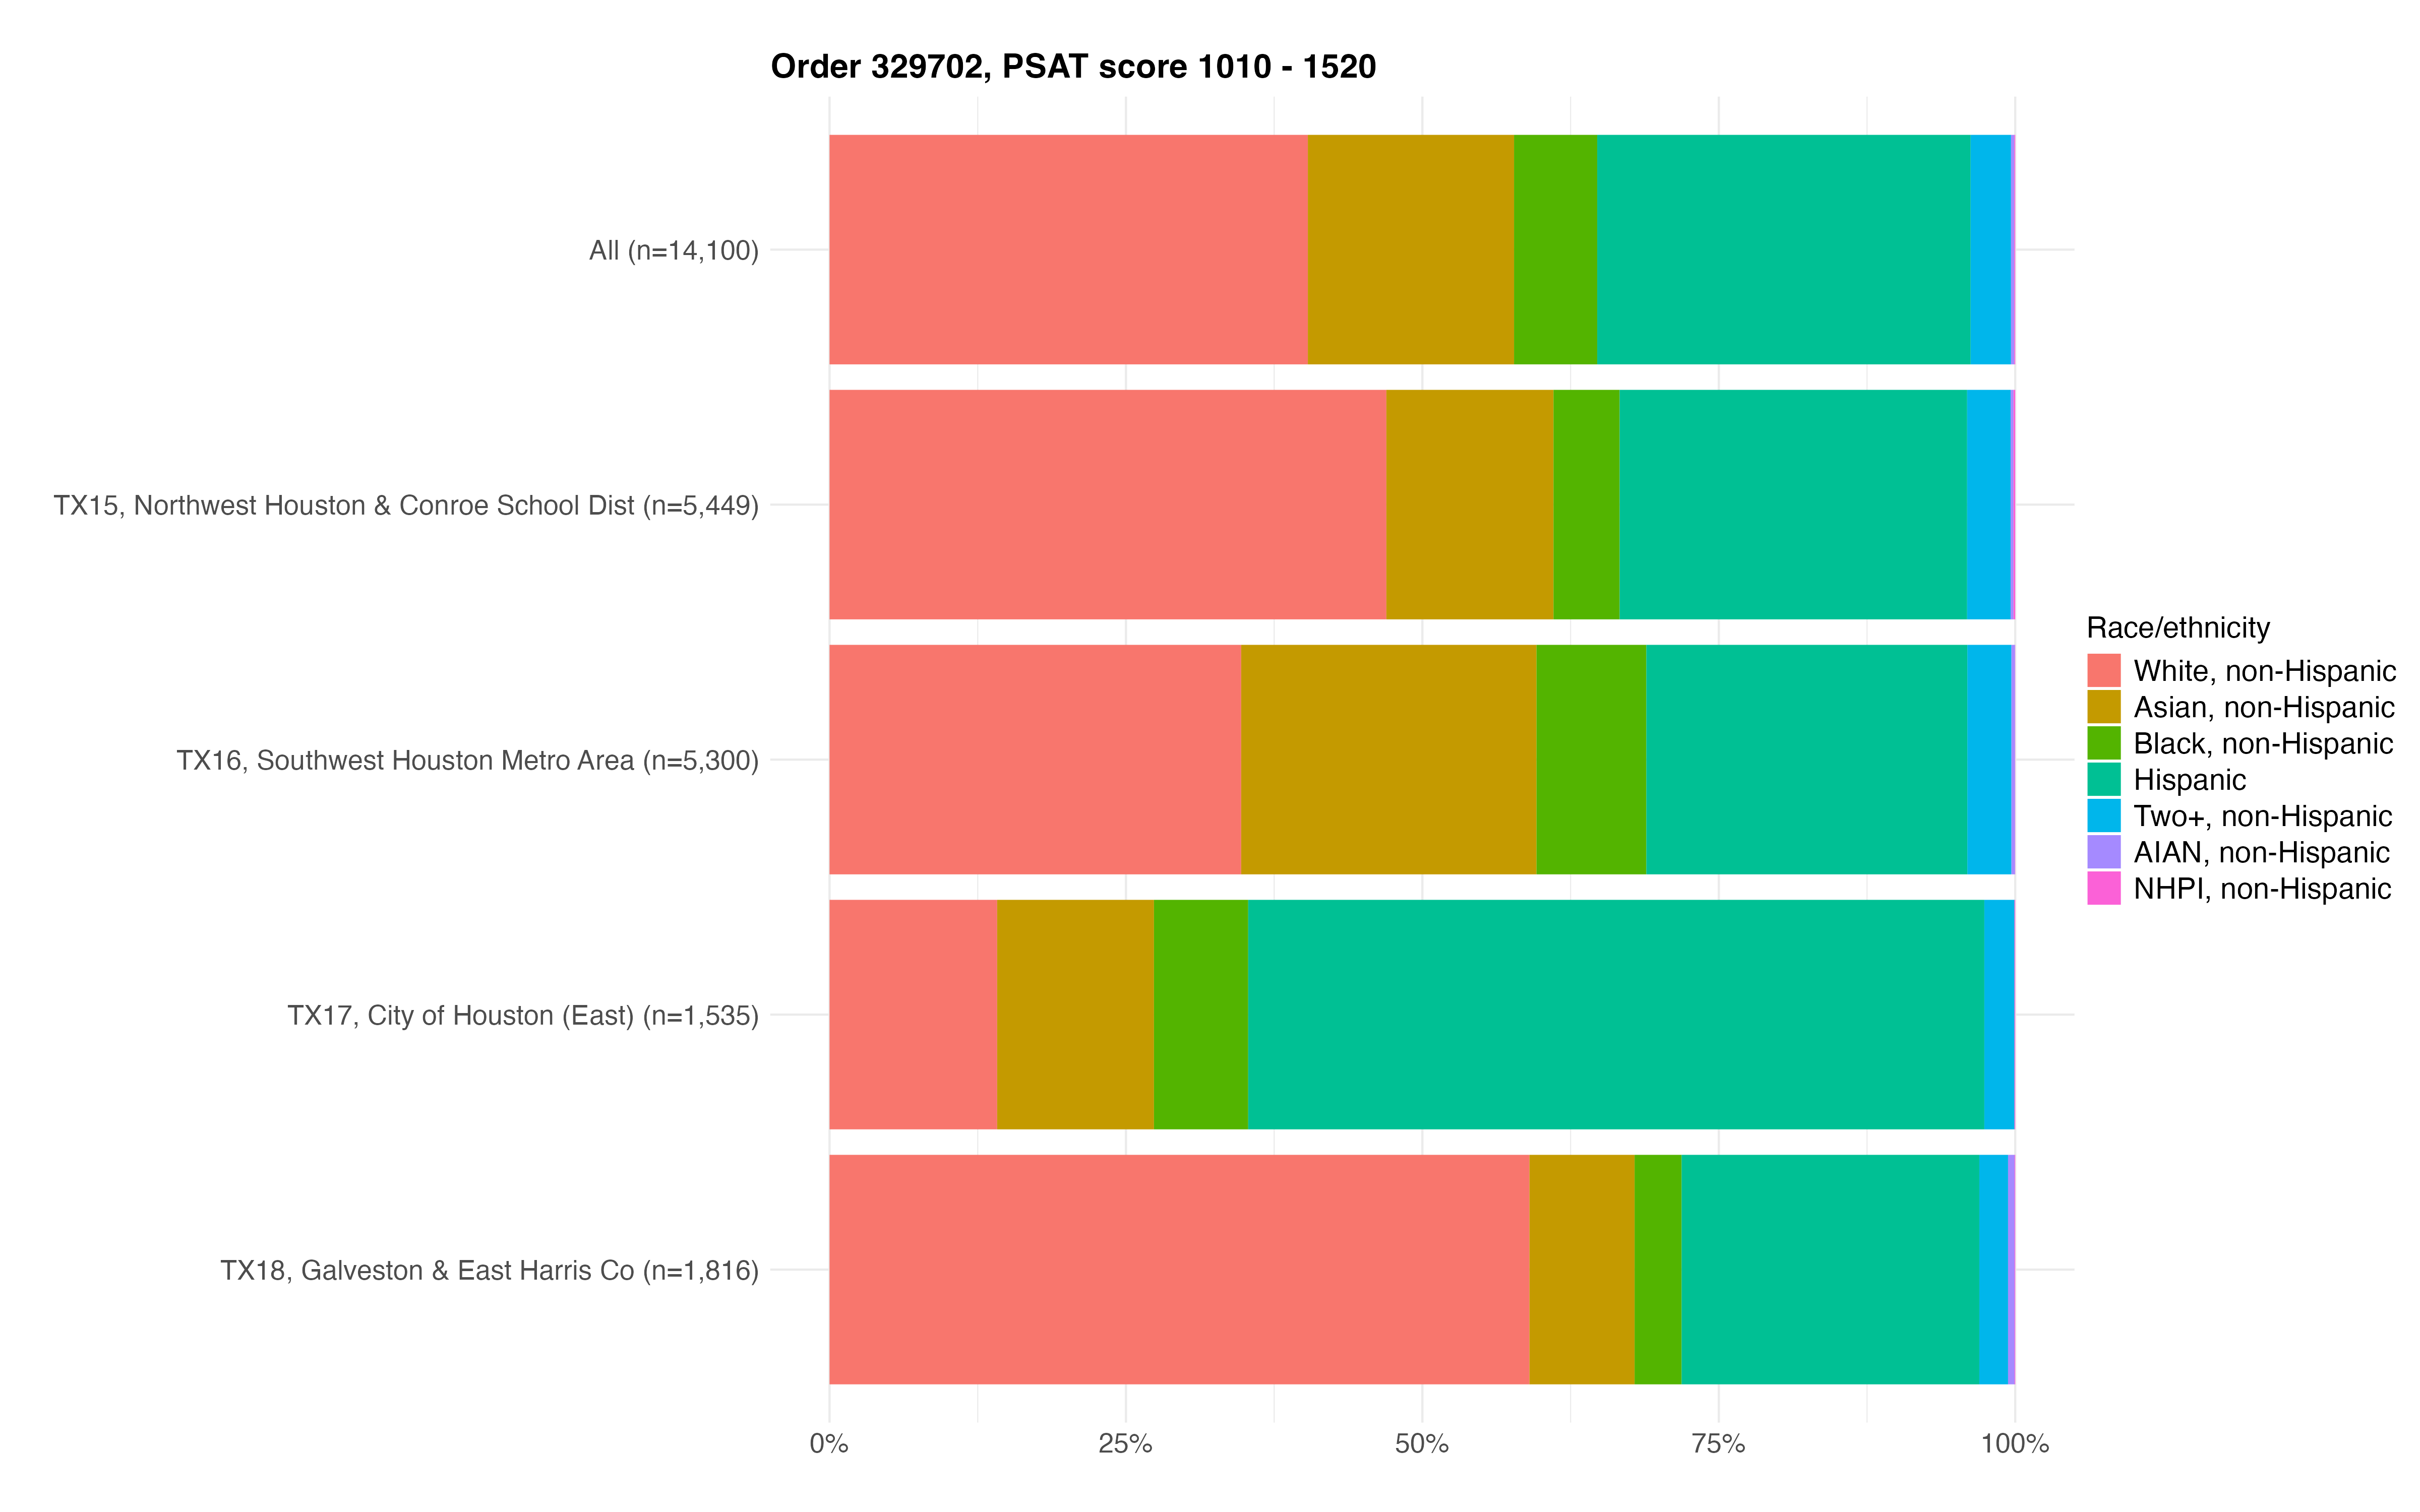 Order 329702, PSAT score 1010 - 1520
All (n=14,100)
TX15, Northwest Houston & Conroe School Dist (n=5,449)
TX16, Southwest Houston Metro Area (n=5,300)
TX17, City of Houston (East) (n=1,535)
TX18, Galveston & East Harris Co (n=1,816)
0% 25% 50% 75% 100%
Race/ethnicity
White, non-Hispanic
Asian, non-Hispanic
Black, non-Hispanic
Hispanic
Two+, non-Hispanic
AIAN, non-Hispanic
NHPI, non-Hispanic